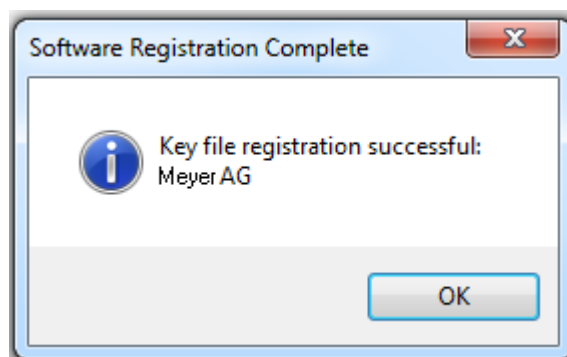 Software Registration Complete
Key file registration successful:
Meyer AG
OK